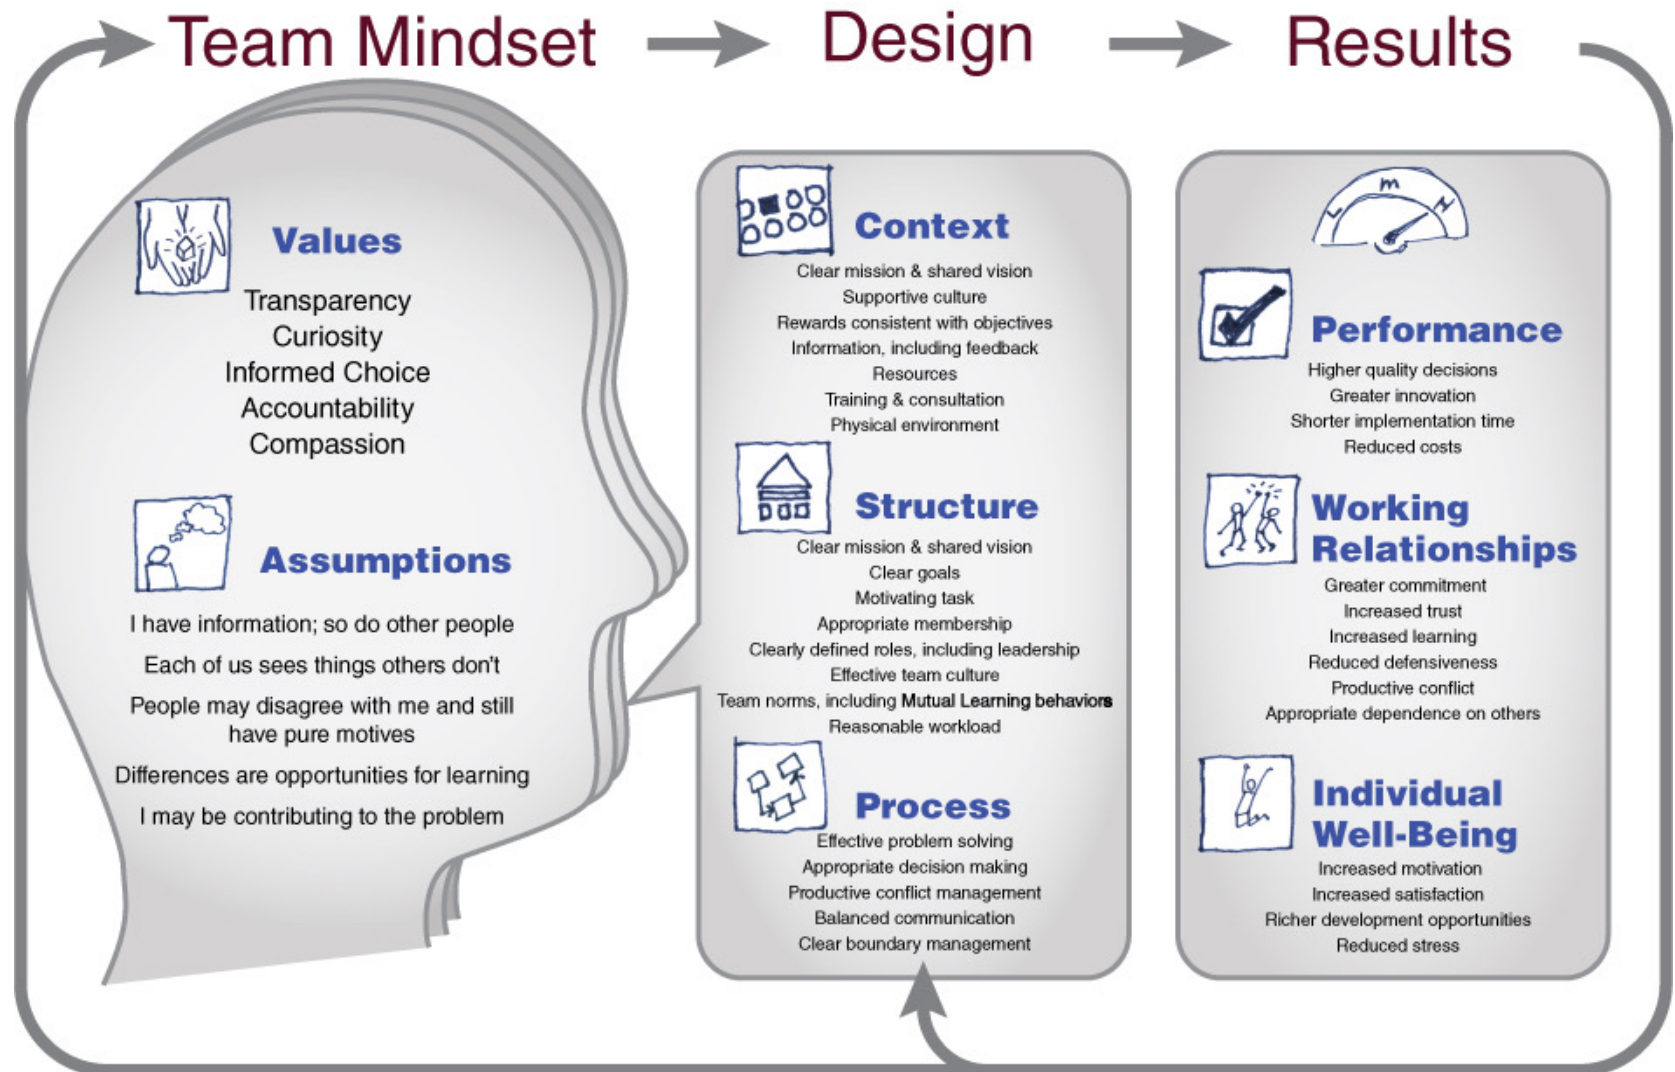 Team Mindset
Design
Results
Values
Transparency
Curiosity
Informed Choice
Accountability
Compassion
Assumptions
I have information; so do other people
Each of us sees things others don't
People may disagree with me and still
have pure motives
Differences are opportunities for learning
I may be contributing to the problem
Context
Clear mission & shared vision
Supportive culture
Rewards consistent with objectives
Information, including feedback
Resources
Training & consultation
Physical environment
Structure
Clear mission & shared vision
Clear goals
Motivating task
Appropriate membership
Clearly defined roles, including leadership
Effective team culture
Team norms, including Mutual Learning behaviors
Reasonable workload
Process
Effective problem solving
Appropriate decision making
Productive conflict management
Balanced communication
Clear boundary management
L m H
Performance
Higher quality decisions
Greater innovation
Shorter implementation time
Reduced costs
Working
Relationships
Greater commitment
Increased trust
Increased learning
Reduced defensiveness
Productive conflict
Appropriate dependence on others
Individual
Well-Being
Increased motivation
Increased satisfaction
Richer development opportunities
Reduced stress